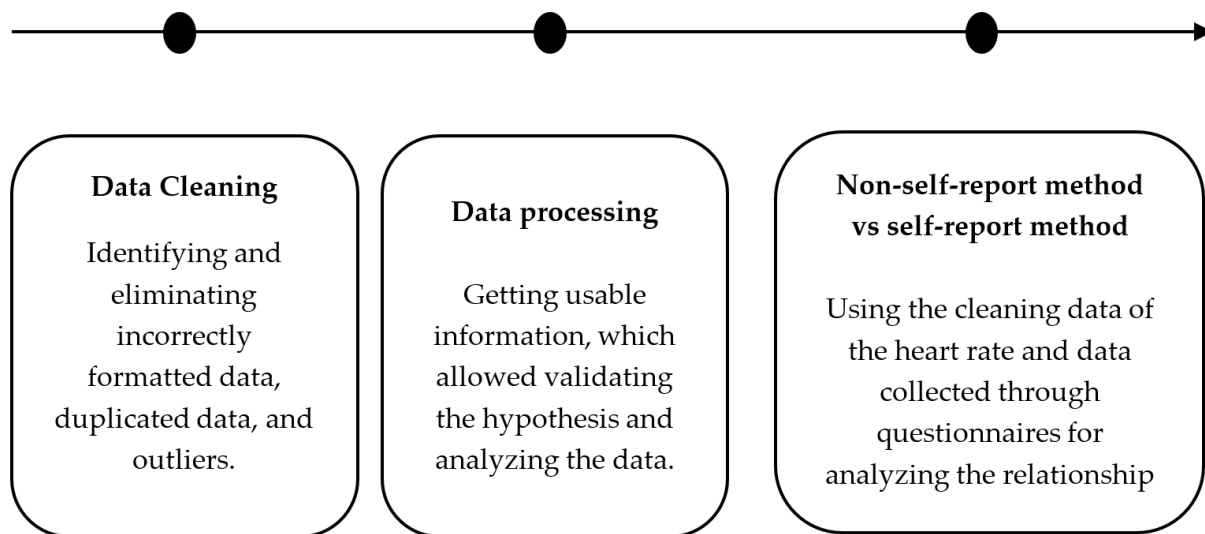 Data Cleaning
Identifying and
eliminating
incorrectly
formatted data,
duplicated data, and
outliers.
Data processing
Getting usable
information, which
allowed validating
the hypothesis and
analyzing the data.
Non-self-report method
vs self-report method
Using the cleaning data of
the heart rate and data
collected through
questionnaires for
analyzing the relationship